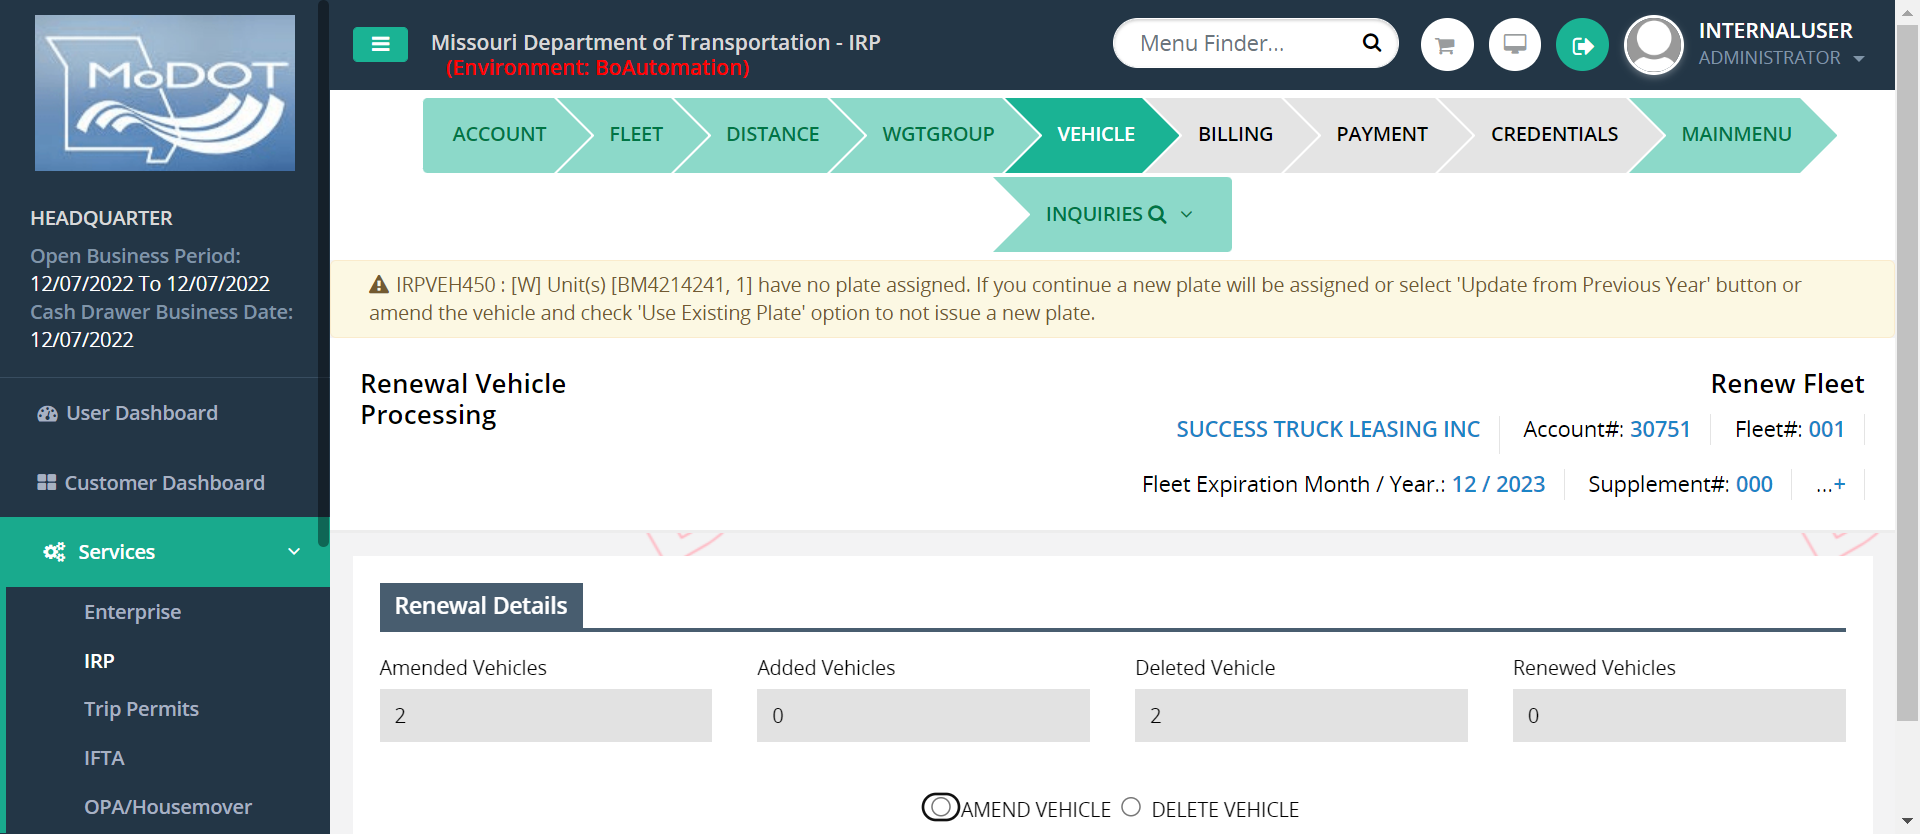 MoDOT
HEADQUARTER
Open Business Period:
12/07/2022 To 12/07/2022
Cash Drawer Business Date:
12/07/2022
User Dashboard
Customer Dashboard
Services
Enterprise
IRP
Trip Permits
IFTA
OPA/Housemover
Missouri Department of Transportation - IRP
(Environment: BoAutomation)
Menu Finder...
INTERNALUSER
ADMINISTRATOR
ACCOUNT FLEET DISTANCE WGTGROUP VEHICLE BILLING PAYMENT CREDENTIALS MAINMENU
INQUIRIES
IRPVEH450 : [W] Unit(s) [BM4214241, 1] have no plate assigned. If you continue a new plate will be assigned or select 'Update from Previous Year' button or
amend the vehicle and check 'Use Existing Plate' option to not issue a new plate.
Renewal Vehicle
Processing
Renew Fleet
SUCCESS TRUCK LEASING INC Account#: 30751 Fleet#: 001
Fleet Expiration Month / Year.: 12 / 2023 Supplement#: 000 ...+
Renewal Details
Amended Vehicles Added Vehicles Deleted Vehicle Renewed Vehicles
2 0 2 0
AMEND VEHICLE DELETE VEHICLE